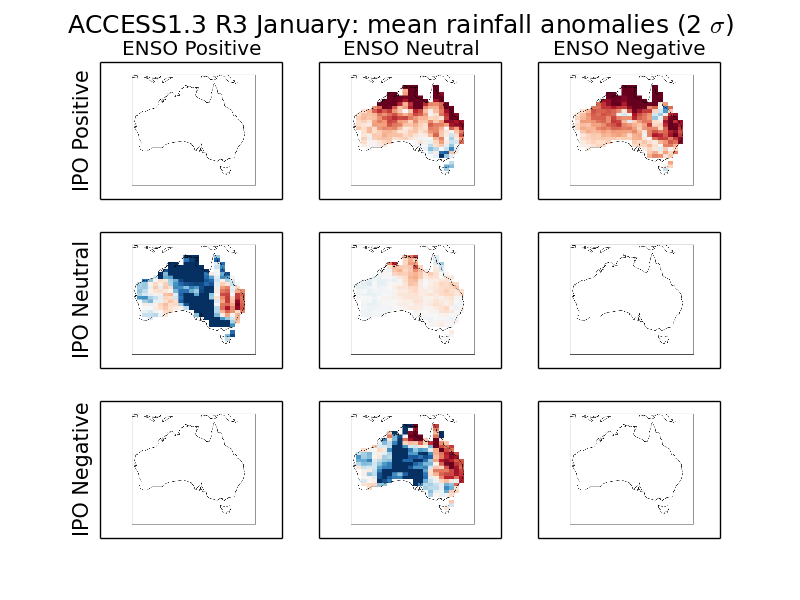 ACCESS1.3 R3 January: mean rainfall anomalies (2 σ)
ENSO Positive ENSO Neutral ENSO Negative
IPO Positive
IPO Neutral
IPO Negative